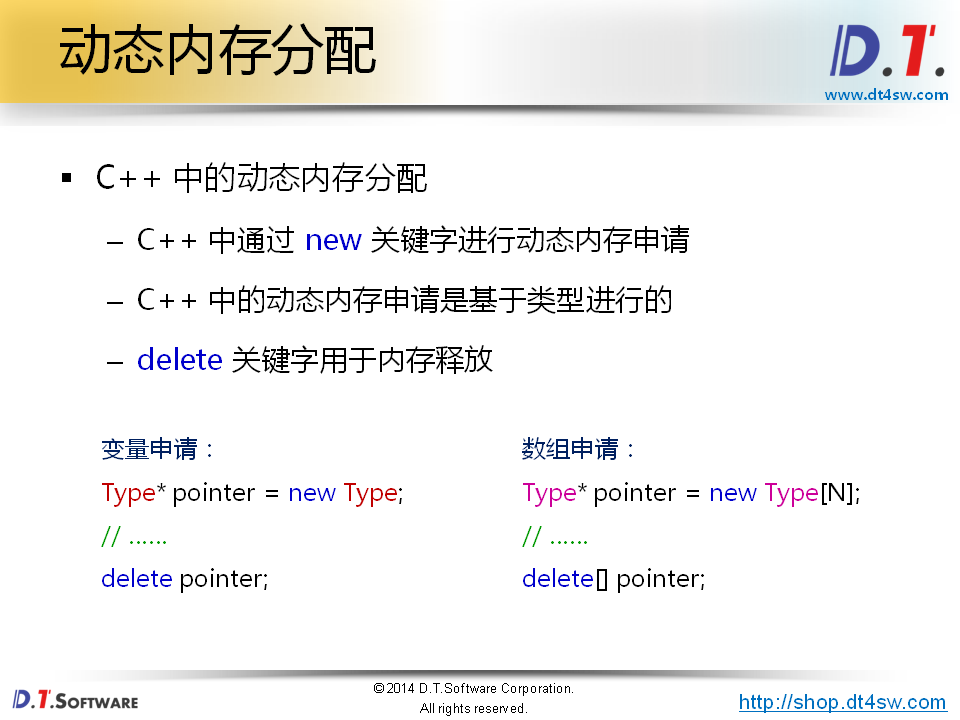 动态内存分配
D.T.
www.dt4sw.com
▪ C++ 中的动态内存分配
– C++ 中通过 new 关键字进行动态内存申请
– C++ 中的动态内存申请是基于类型进行的
– delete 关键字用于内存释放
变量申请：
Type* pointer = new Type;
// ……
delete pointer;
数组申请：
Type* pointer = new Type[N];
// ……
delete[] pointer;
D.T.SOFTWARE
©2014 D.T.Software Corporation.
All rights reserved.
http://shop.dt4sw.com